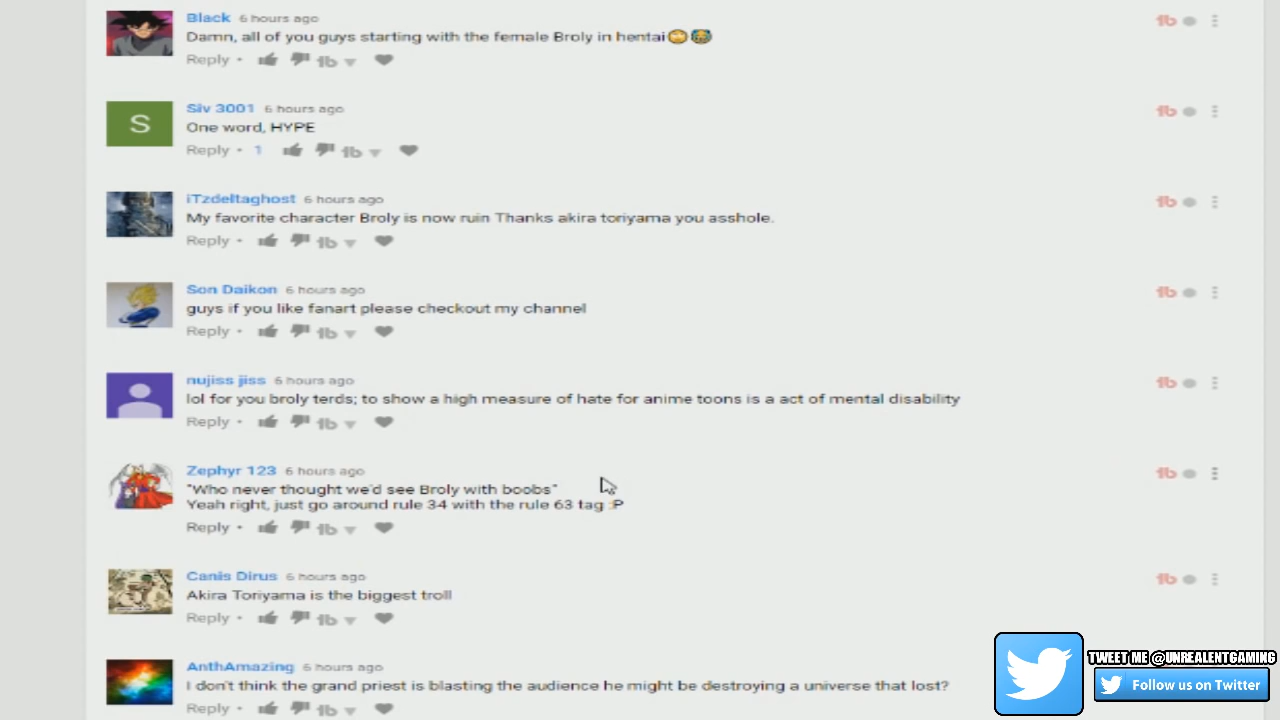 Black 6 hours ago
Damn, all of you guys starting with the female Broly in hentai
Reply •
Siv 3001 6 hours ago
One word, HYPE
Reply • 1
S
iTzdeltaghost 6 hours ago
My favorite character Broly is now ruin Thanks akira toriyama you asshole.
Reply •
Son Daikon 6 hours ago
guys if you like fanart please checkout my channel
Reply •
nujiss jiss 6 hours ago
lol for you broly terds; to show a high measure of hate for anime toons is a act of mental disability
Reply •
Zephyr 123 6 hours ago
"Who never thought we'd see Broly with boobs"
Yeah right, just go around rule 34 with the rule 63 tag :P
Reply •
Canis Dirus 6 hours ago
Akira Toriyama is the biggest troll
Reply •
AnthAmazing 6 hours ago
I don't think the grand priest is blasting the audience he might be destroying a universe that lost?
Reply •
TWEET ME @UNREALENTGAMING
Follow us on Twitter